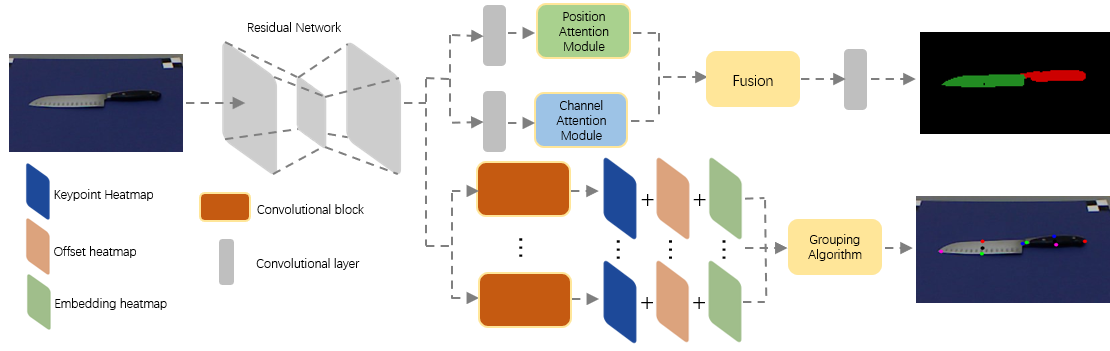 Residual Network
Position
Attention
Module
Channel
Attention
Module
Fusion
Keypoint Heatmap
Offset heatmap
Embedding heatmap
Convolutional block
Convolutional layer
+
+
+
+
Grouping
Algorithm